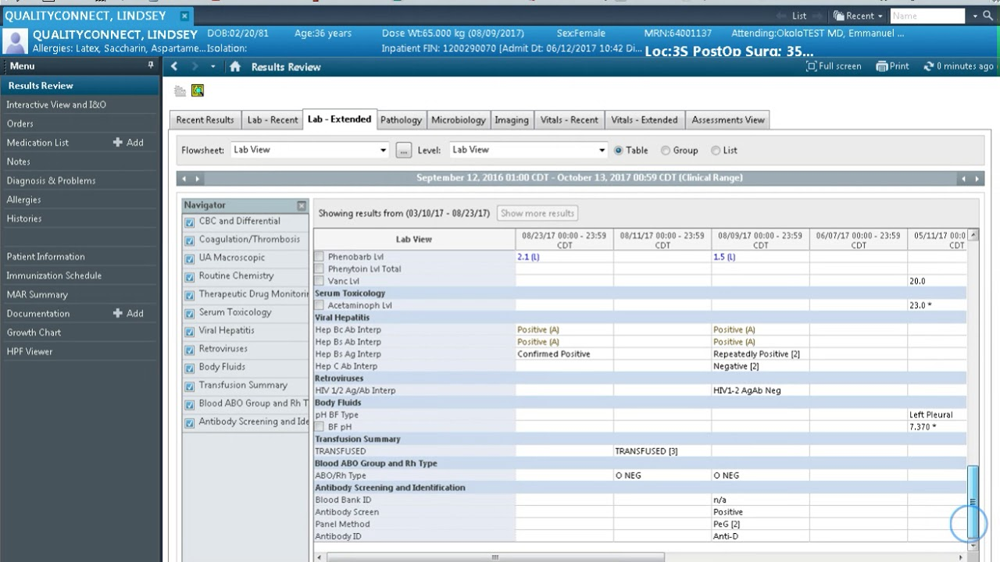 QUALITYCONNECT, LINDSEY
List Recent Name
QUALITYCONNECT, LINDSEY DOB:02/20/81 Age:36 years Dose Wt:65.000 kg (08/09/2017) Sex:Female MRN:64001137 Attending:OkoloTEST MD, Emmanuel ...
Allergies: Latex, Saccharin, Aspartame... Isolation: Inpatient FIN: 1200290070 [Admit Dt: 06/12/2017 10:42 Di... Loc:3S PostOp Surg: 35...
Menu Results Review Full screen Print 0 minutes ago
Results Review
Interactive View and I&O
Orders
Medication List Add
Notes
Diagnosis & Problems
Allergies
Histories
Patient Information
Immunization Schedule
MAR Summary
Documentation Add
Growth Chart
HPF Viewer
Recent Results Lab - Recent Lab - Extended Pathology Microbiology Imaging Vitals - Recent Vitals - Extended Assessments View
Flowsheet: Lab View ... Level: Lab View Table Group List
September 12, 2016 01:00 CDT - October 13, 2017 00:59 CDT (Clinical Range)
Navigator
CBC and Differential
Coagulation/Thrombosis
UA Macroscopic
Routine Chemistry
Therapeutic Drug Monitorin
Serum Toxicology
Viral Hepatitis
Retroviruses
Body Fluids
Transfusion Summary
Blood ABO Group and Rh T
Antibody Screening and Ide
Showing results from (03/10/17 - 08/23/17) Show more results
Lab View 08/23/17 00:00 - 23:59 CDT 08/11/17 00:00 - 23:59 CDT 08/09/17 00:00 - 23:59 CDT 06/07/17 00:00 - 23:59 CDT 05/11/17 00:0 CDT
Phenobarb Lvl 2.1 (L) 1.5 (L)
Phenytoin Lvl Total
Vanc Lvl 20.0
Serum Toxicology
Acetaminoph Lvl 23.0 *
Viral Hepatitis
Hep Bc Ab Interp Positive (A) Positive (A)
Hep Bs Ab Interp Positive (A) Positive (A)
Hep Bs Ag Interp Confirmed Positive Repeatedly Positive [2]
Hep C Ab Interp Negative [2]
Retroviruses
HIV 1/2 Ag/Ab Interp HIV1-2 AgAb Neg
Body Fluids
pH BF Type Left Pleural
BF pH 7.370 *
Transfusion Summary
TRANSFUSED TRANSFUSED [3]
Blood ABO Group and Rh Type
ABO/Rh Type O NEG O NEG
Antibody Screening and Identification
Blood Bank ID n/a
Antibody Screen Positive
Panel Method PeG [2]
Antibody ID Anti-D